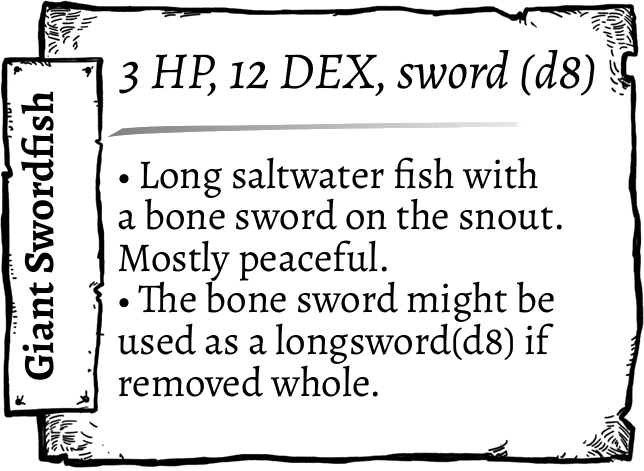 Giant Swordfish
3 HP, 12 DEX, sword (d8)
• Long saltwater fish with
a bone sword on the snout.
Mostly peaceful.
• The bone sword might be
used as a longsword(d8) if
removed whole.